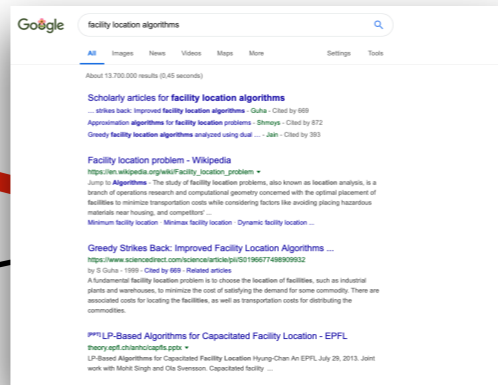 Google
facility location algorithms
All Images News Videos Maps More Settings Tools
About 13.700.000 results (0,45 seconds)
Scholarly articles for facility location algorithms
... strikes back: Improved facility location algorithms - Guha - Cited by 669
Approximation algorithms for facility location problems - Shmoys - Cited by 872
Greedy facility location algorithms analyzed using dual ... - Jain - Cited by 393
Facility location problem - Wikipedia
https://en.wikipedia.org/wiki/Facility_location_problem
Jump to Algorithms - The study of facility location problems, also known as location analysis, is a
branch of operations research and computational geometry concerned with the optimal placement of
facilities to minimize transportation costs while considering factors like avoiding placing hazardous
materials near housing, and competitors' ...
Minimum facility location · Minimax facility location · Dynamic facility location ...
Greedy Strikes Back: Improved Facility Location Algorithms ...
https://www.sciencedirect.com/science/article/pii/S0196677498909932
by S Guha - 1999 - Cited by 669 - Related articles
A fundamental facility location problem is to choose the location of facilities, such as industrial
plants and warehouses, to minimize the cost of satisfying the demand for some commodity. There are
associated costs for locating the facilities, as well as transportation costs for distributing the
commodities.
[PPT] LP-Based Algorithms for Capacitated Facility Location - EPFL
theory.epfl.ch/anhc/capfls.pptx
LP-Based Algorithms for Capacitated Facility Location Hyung-Chan An EPFL July 29, 2013. Joint
work with Mohit Singh and Ola Svensson. Capacitated facility ...